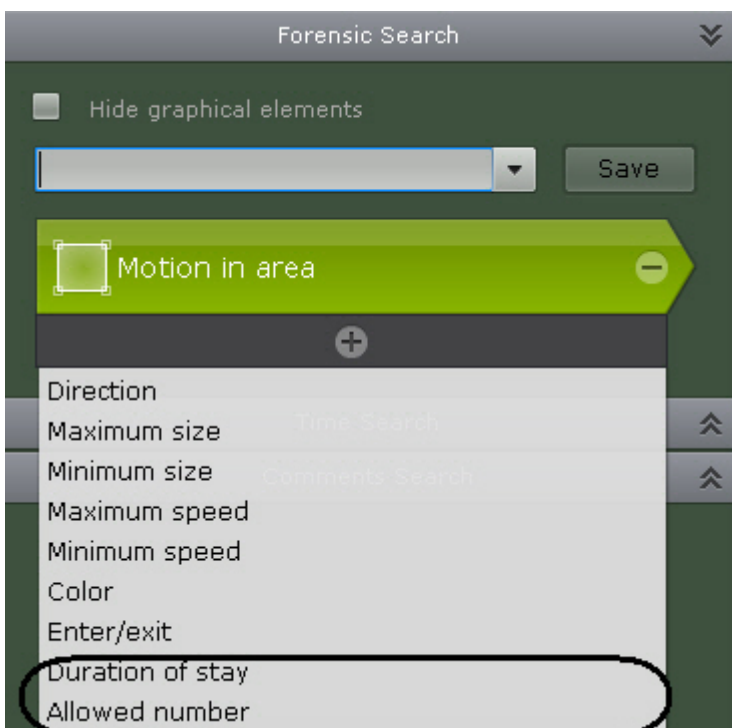 Forensic Search
Hide graphical elements
Save
Motion in area
Direction
Maximum size
Time Search
Minimum size
Comments Search
Maximum speed
Minimum speed
Color
Enter/exit
Duration of stay
Allowed number